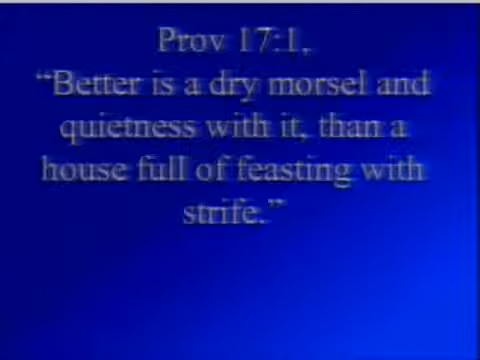 Prov 17:1,
“Better is a dry morsel and
quietness with it, than a
house full of feasting with
strife.”